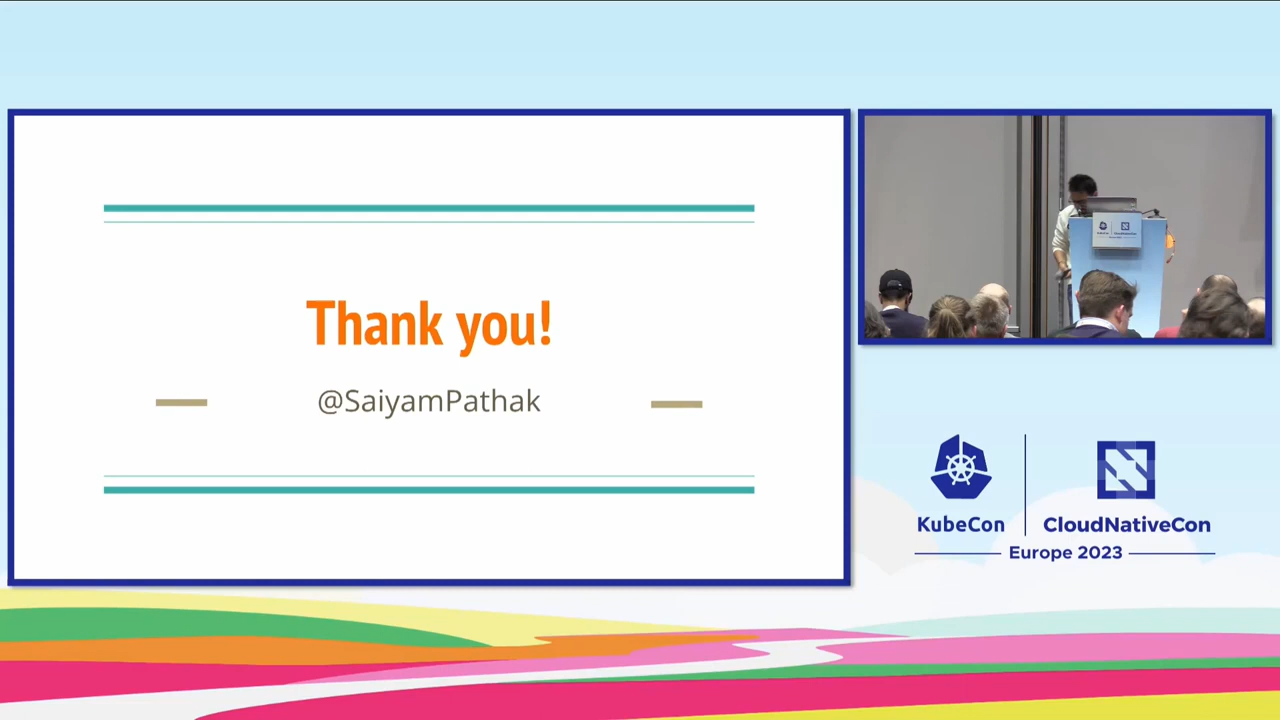 Thank you!
@SaiyamPathak
KubeCon
CloudNativeCon
Europe 2023